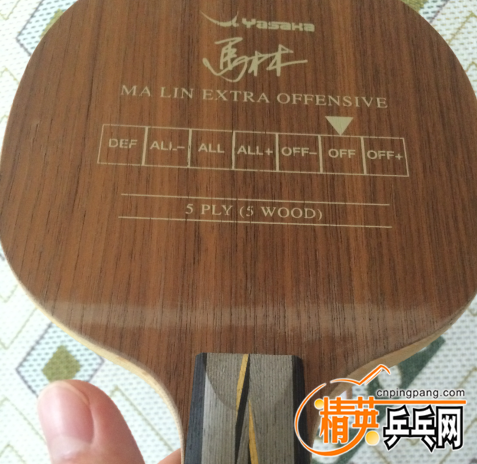 Yasaka
馬林
MA LIN EXTRA OFFENSIVE
DEF ALL- ALL ALL+ OFF- OFF OFF+
5 PLY (5 WOOD)
cnpingpang.com
精英乒乓网